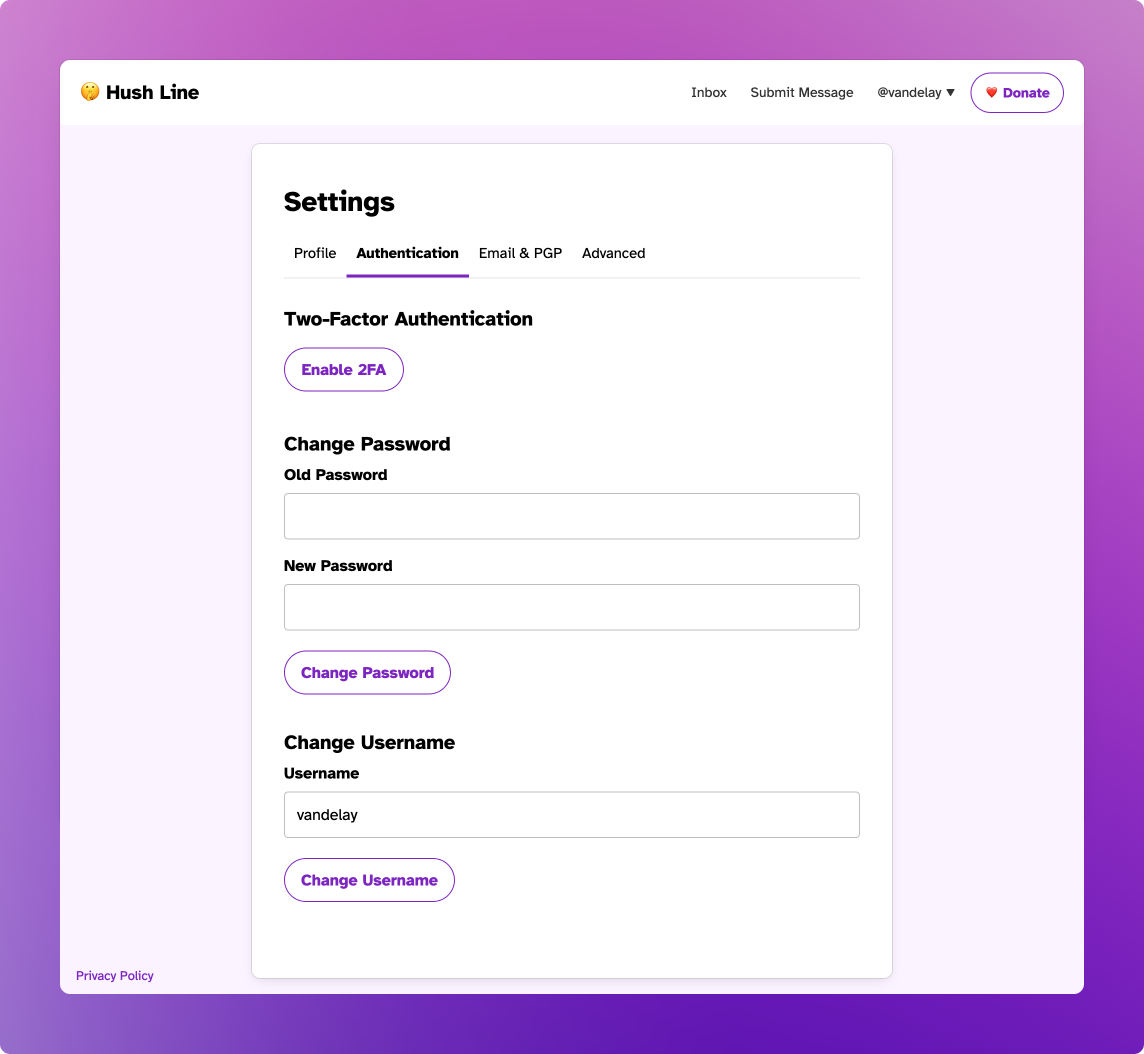 🤫 Hush Line
Inbox Submit Message @vandelay ▼ ❤️ Donate
Settings
Profile Authentication Email & PGP Advanced
Two-Factor Authentication
Enable 2FA
Change Password
Old Password
New Password
Change Password
Change Username
Username
vandelay
Change Username
Privacy Policy